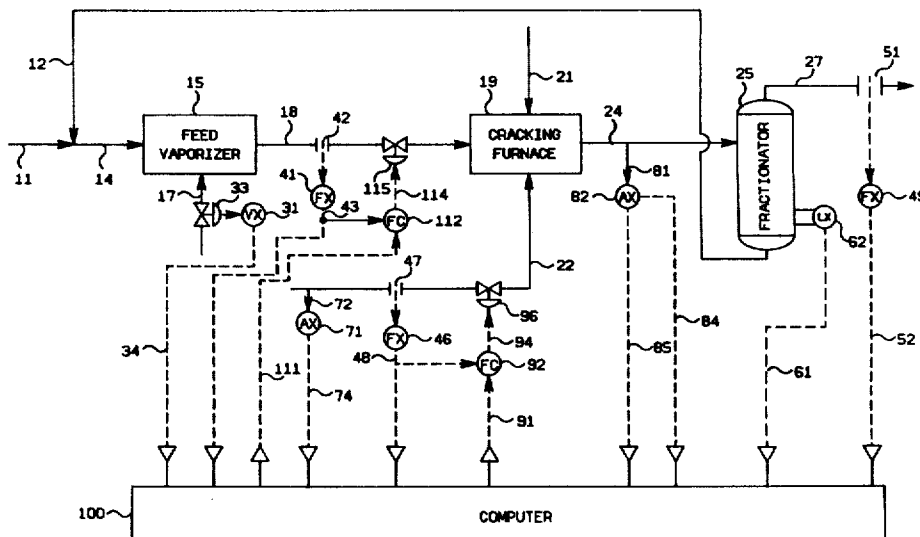 51
12
15
42
19
21
25
27
18
24
FEED
VAPORIZER
CRACKING
FURNACE
FRACTIONATOR
11
14
17
33
41
FX
115
114
81
82
AX
FX
49
VX
31
43
FC
112
LX
62
47
22
72
96
AX
71
FX
46
94
84
34
48
FC
92
85
52
111
74
91
61
100
COMPUTER